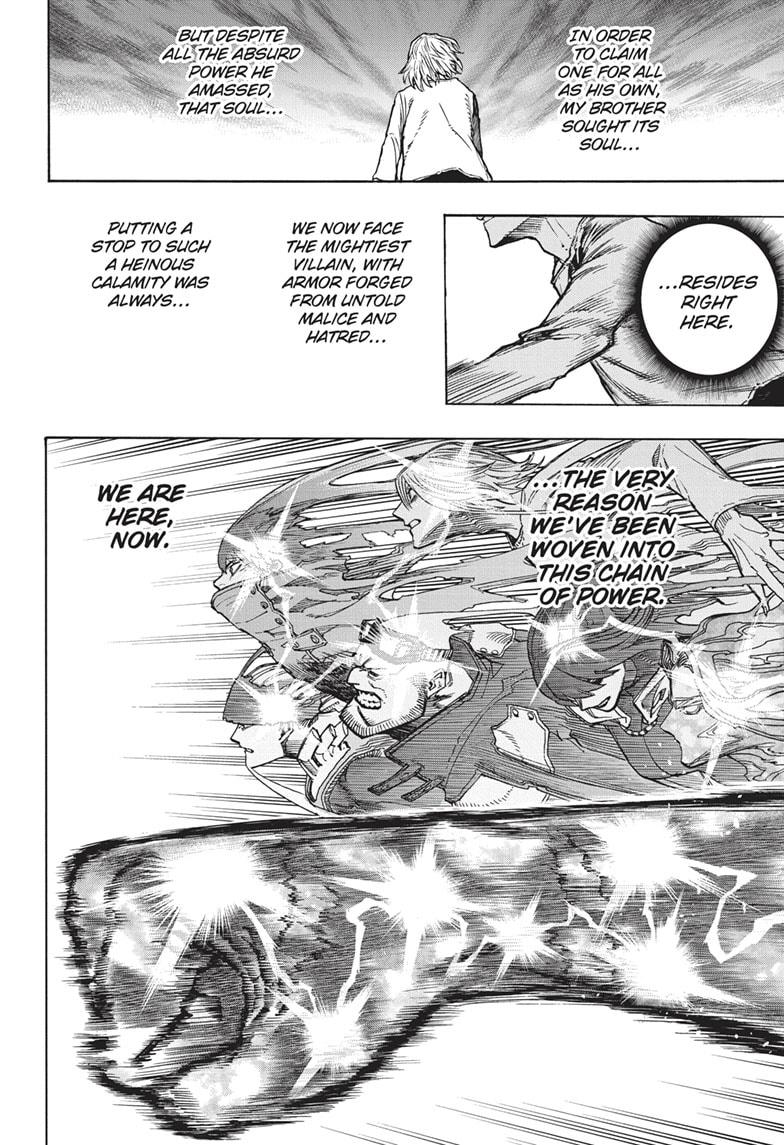 IN ORDER
TO CLAIM
ONE FOR ALL
AS HIS OWN,
MY BROTHER
SOUGHT ITS
SOUL...
BUT DESPITE
ALL THE ABSURD
POWER HE
AMASSED,
THAT SOUL...
...RESIDES
RIGHT
HERE.
WE NOW FACE
THE MIGHTIEST
VILLAIN, WITH
ARMOR FORGED
FROM UNTOLD
MALICE AND
HATRED...
PUTTING A
STOP TO SUCH
A HEINOUS
CALAMITY WAS
ALWAYS...
...THE VERY
REASON
WE'VE BEEN
WOVEN INTO
THIS CHAIN
OF POWER.
WE ARE
HERE,
NOW.